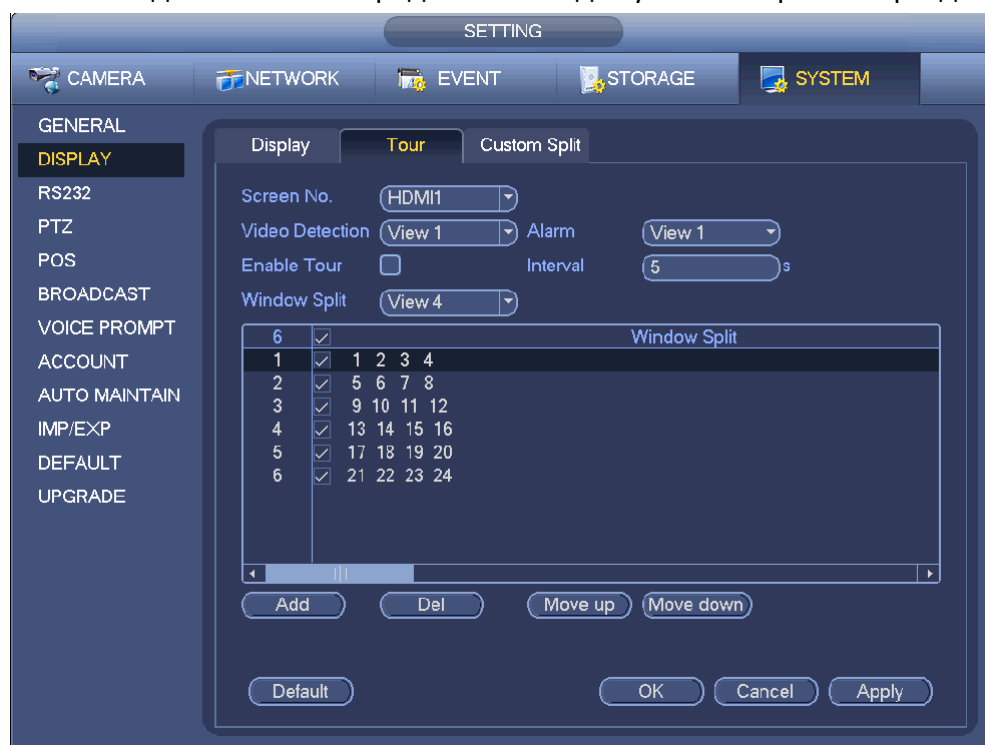 SETTING
CAMERA NETWORK EVENT STORAGE SYSTEM
GENERAL
DISPLAY
RS232
PTZ
POS
BROADCAST
VOICE PROMPT
ACCOUNT
AUTO MAINTAIN
IMP/EXP
DEFAULT
UPGRADE
Display Tour Custom Split
Screen No. HDMI1
Video Detection View 1 Alarm View 1
Enable Tour Interval 5 s
Window Split View 4
6 Window Split
1 1 2 3 4
2 5 6 7 8
3 9 10 11 12
4 13 14 15 16
5 17 18 19 20
6 21 22 23 24
Add Del Move up Move down
Default OK Cancel Apply